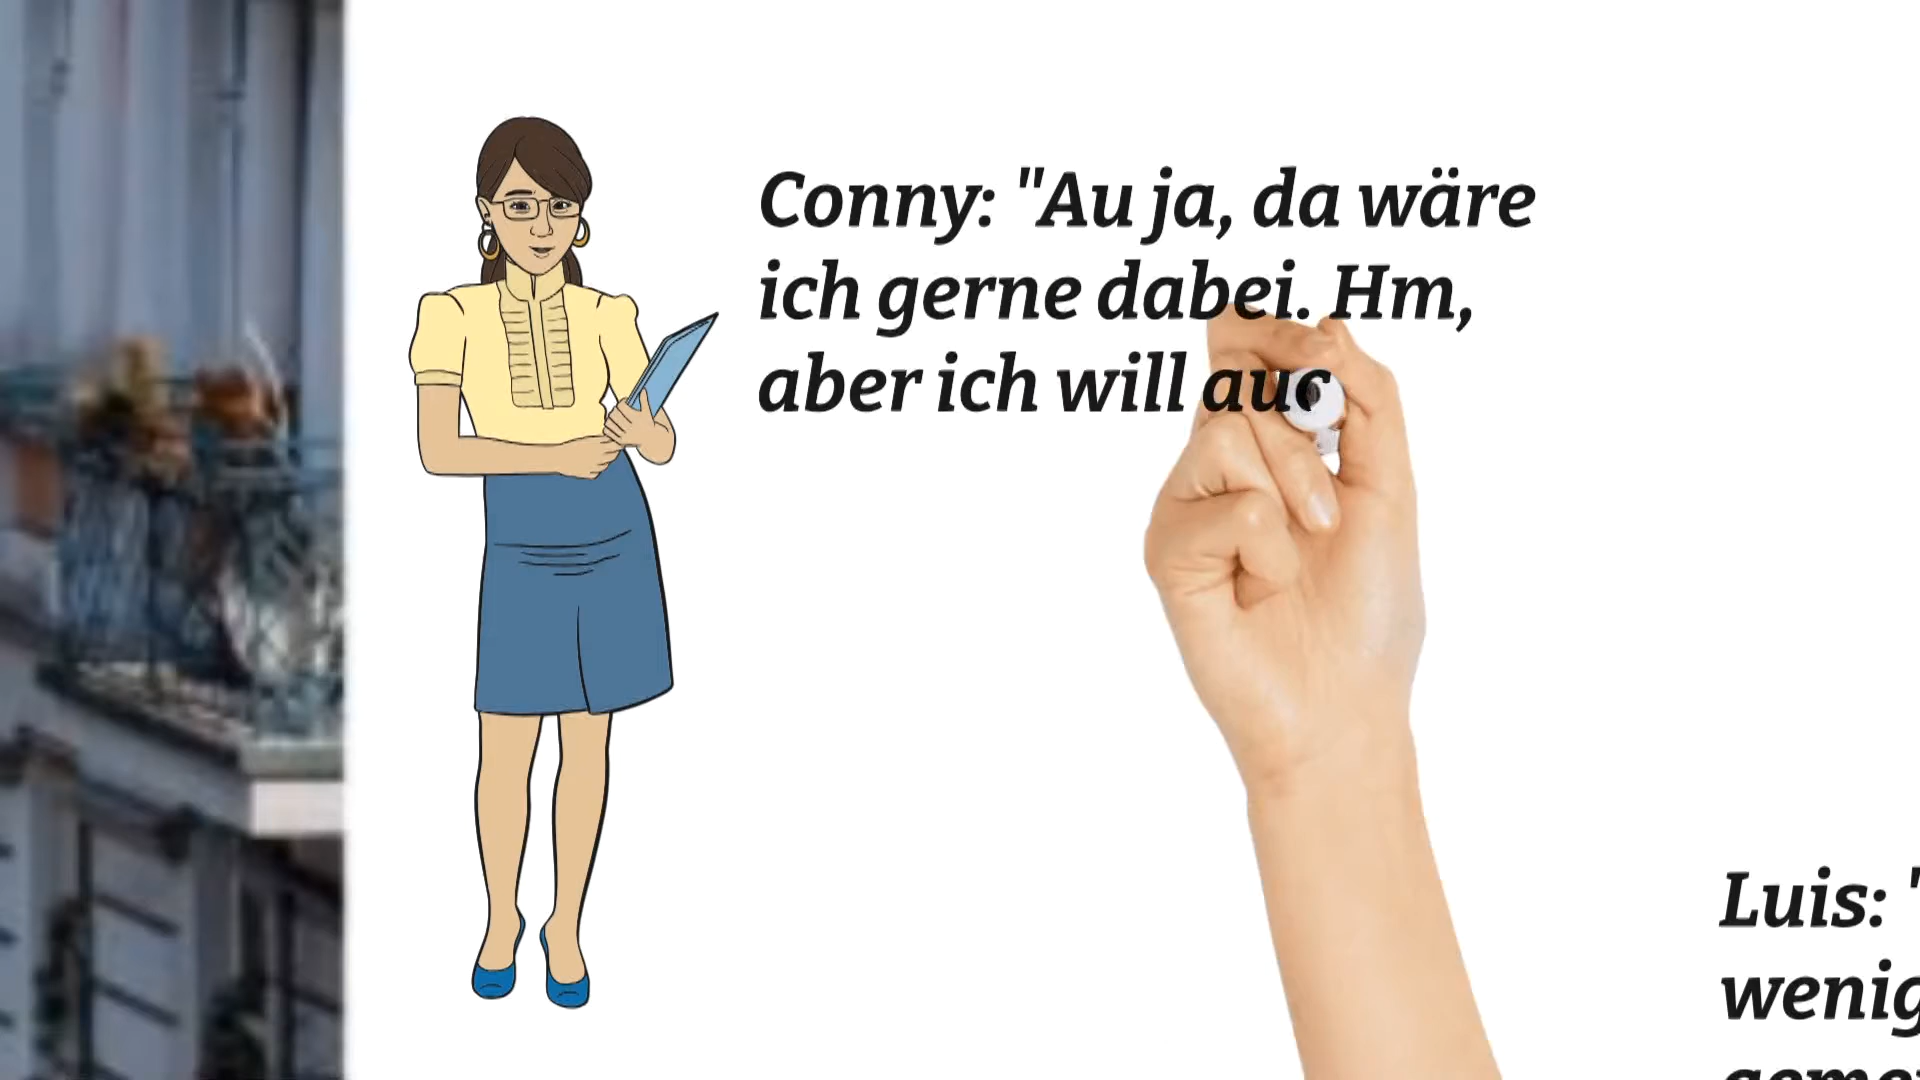 Conny: "Au ja, da wäre
ich gerne dabei. Hm,
aber ich will auc
Luis: "
wenig